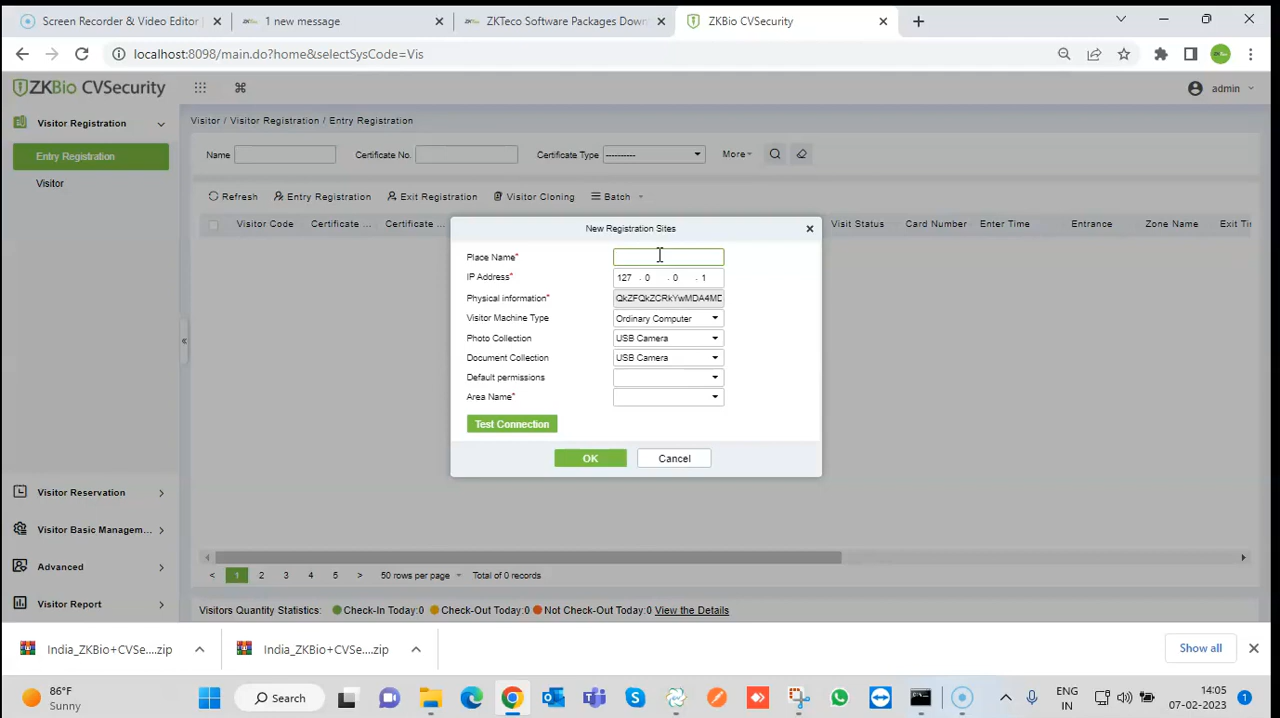 Screen Recorder & Video Editor
1 new message
ZKTeco Software Packages Down
ZKBio CVSecurity
localhost:8098/main.do?home&selectSysCode=Vis
ZKBio CVSecurity
admin
Visitor Registration
Entry Registration
Visitor
Visitor / Visitor Registration / Entry Registration
Name
Certificate No.
Certificate Type
----------
More
Refresh
Entry Registration
Exit Registration
Visitor Cloning
Batch
Visitor Code
Certificate ...
Certificate ...
Visit Status
Card Number
Enter Time
Entrance
Zone Name
Exit Ti
New Registration Sites
Place Name*
IP Address*
127 . 0 . 0 . 1
Physical information*
QkZFQkZCRkYwMDA4MD
Visitor Machine Type
Ordinary Computer
Photo Collection
USB Camera
Document Collection
USB Camera
Default permissions
Area Name*
Test Connection
OK
Cancel
Visitor Reservation
Visitor Basic Managem...
Advanced
Visitor Report
< 1 2 3 4 5 > 50 rows per page Total of 0 records
Visitors Quantity Statistics: Check-In Today:0 Check-Out Today:0 Not Check-Out Today:0 View the Details
India_ZKBio+CVSe....zip
India_ZKBio+CVSe....zip
Show all
86°F
Sunny
Search
ENG
IN
14:05
07-02-2023
1